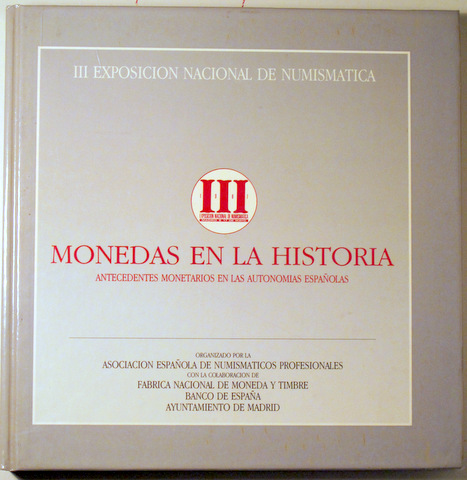 III EXPOSICION NACIONAL DE NUMISMATICA
III
EXPOSICION NACIONAL DE NUMISMATICA
MONEDAS EN LA HISTORIA
ANTECEDENTES MONETARIOS EN LAS AUTONOMIAS ESPAÑOLAS
ORGANIZADO POR LA
ASOCIACION ESPAÑOLA DE NUMISMATICOS PROFESIONALES
CON LA COLABORACION DE
FABRICA NACIONAL DE MONEDA Y TIMBRE
BANCO DE ESPAÑA
AYUNTAMIENTO DE MADRID